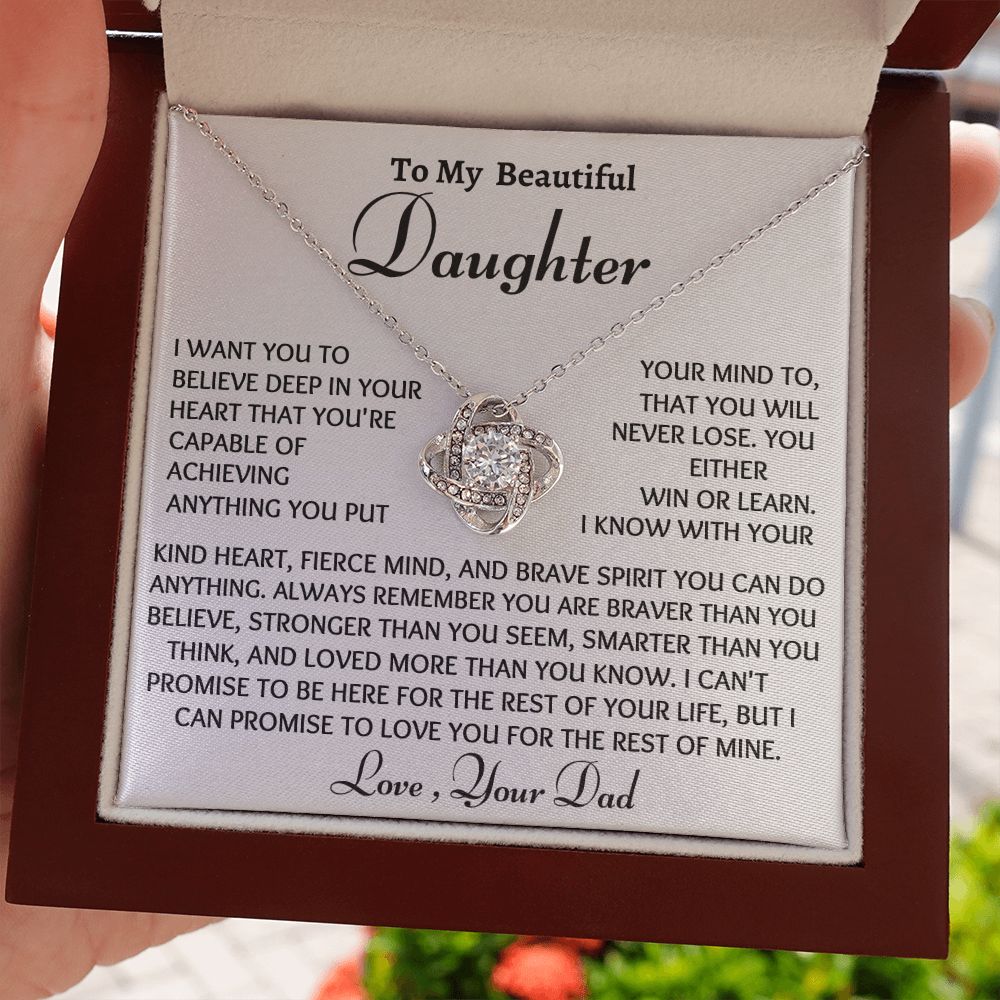 To My Beautiful
Daughter
I WANT YOU TO
BELIEVE DEEP IN YOUR
HEART THAT YOU'RE
CAPABLE OF
ACHIEVING
ANYTHING YOU PUT
YOUR MIND TO,
THAT YOU WILL
NEVER LOSE. YOU
EITHER
WIN OR LEARN.
I KNOW WITH YOUR
KIND HEART, FIERCE MIND, AND BRAVE SPIRIT YOU CAN DO
ANYTHING. ALWAYS REMEMBER YOU ARE BRAVER THAN YOU
BELIEVE, STRONGER THAN YOU SEEM, SMARTER THAN YOU
THINK, AND LOVED MORE THAN YOU KNOW. I CAN'T
PROMISE TO BE HERE FOR THE REST OF YOUR LIFE, BUT I
CAN PROMISE TO LOVE YOU FOR THE REST OF MINE.
Love , Your Dad